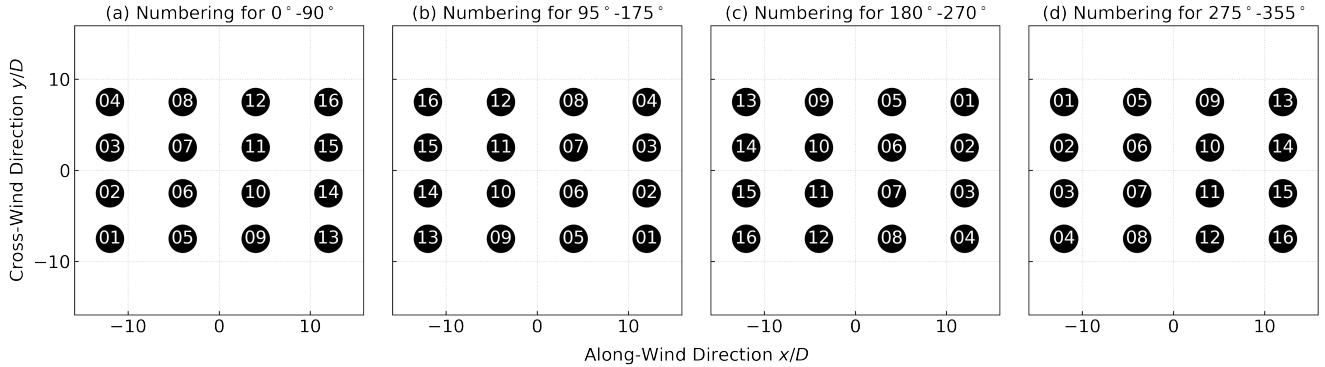 (a) Numbering for 0°-90° (b) Numbering for 95°-175° (c) Numbering for 180°-270° (d) Numbering for 275°-355°
10
04 08 12 16 16 12 08 04 13 09 05 01 01 05 09 13
03 07 11 15 15 11 07 03 14 10 06 02 02 06 10 14
0
02 06 10 14 14 10 06 02 15 11 07 03 03 07 11 15
01 05 09 13 13 09 05 01 16 12 08 04 04 08 12 16
−10
Cross-Wind Direction y/D
−10 0 10 −10 0 10 −10 0 10 −10 0 10
Along-Wind Direction x/D